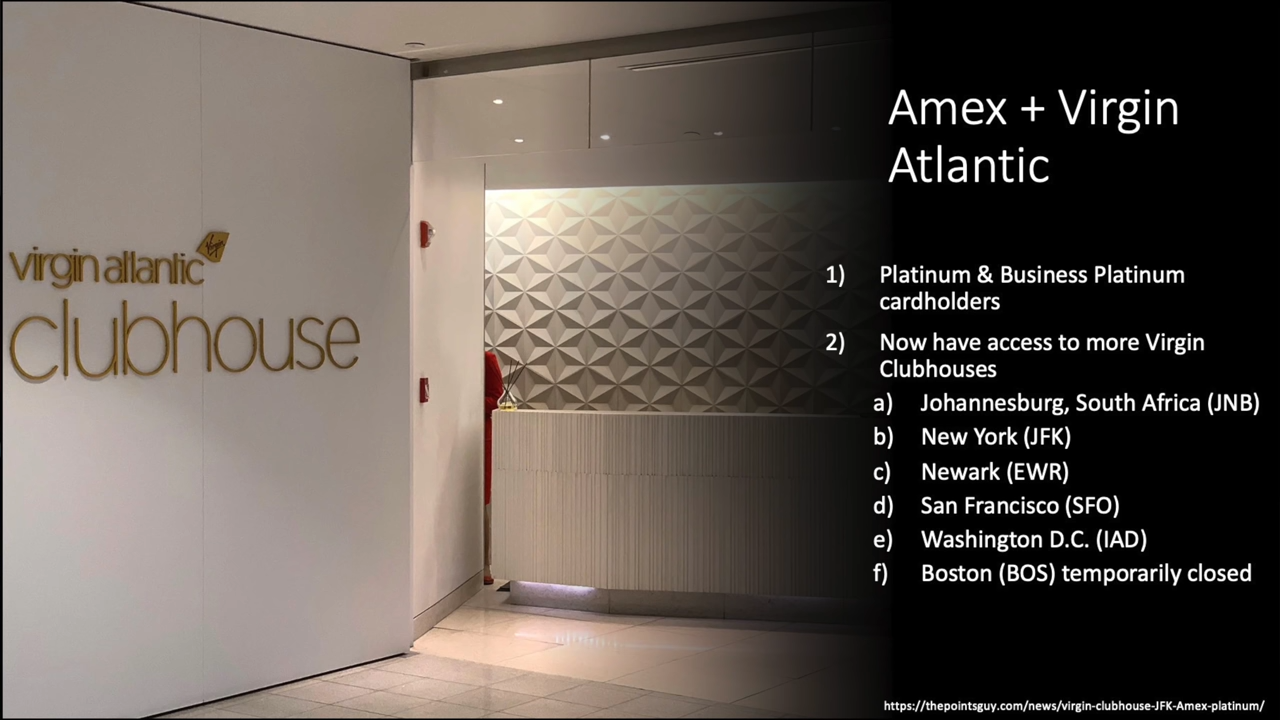 virgin atlantic
clubhouse
Amex + Virgin
Atlantic
1) Platinum & Business Platinum
cardholders
2) Now have access to more Virgin
Clubhouses
a) Johannesburg, South Africa (JNB)
b) New York (JFK)
c) Newark (EWR)
d) San Francisco (SFO)
e) Washington D.C. (IAD)
f) Boston (BOS) temporarily closed
https://thepointsguy.com/news/virgin-clubhouse-JFK-Amex-platinum/